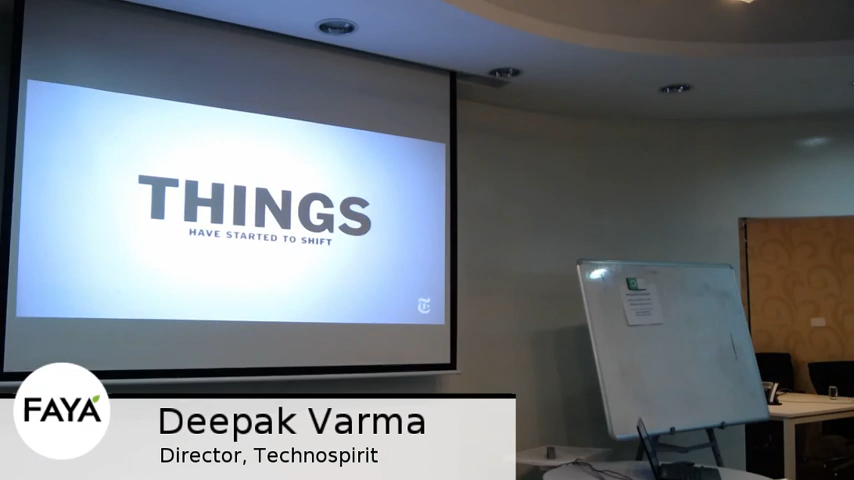 THINGS
HAVE STARTED TO SHIFT
FAYA
Deepak Varma
Director, Technospirit